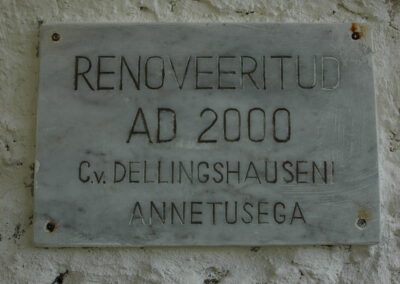 RENOVEERITUD
AD 2000
C.v. DELLINGSHAUSENI
ANNETUSEGA